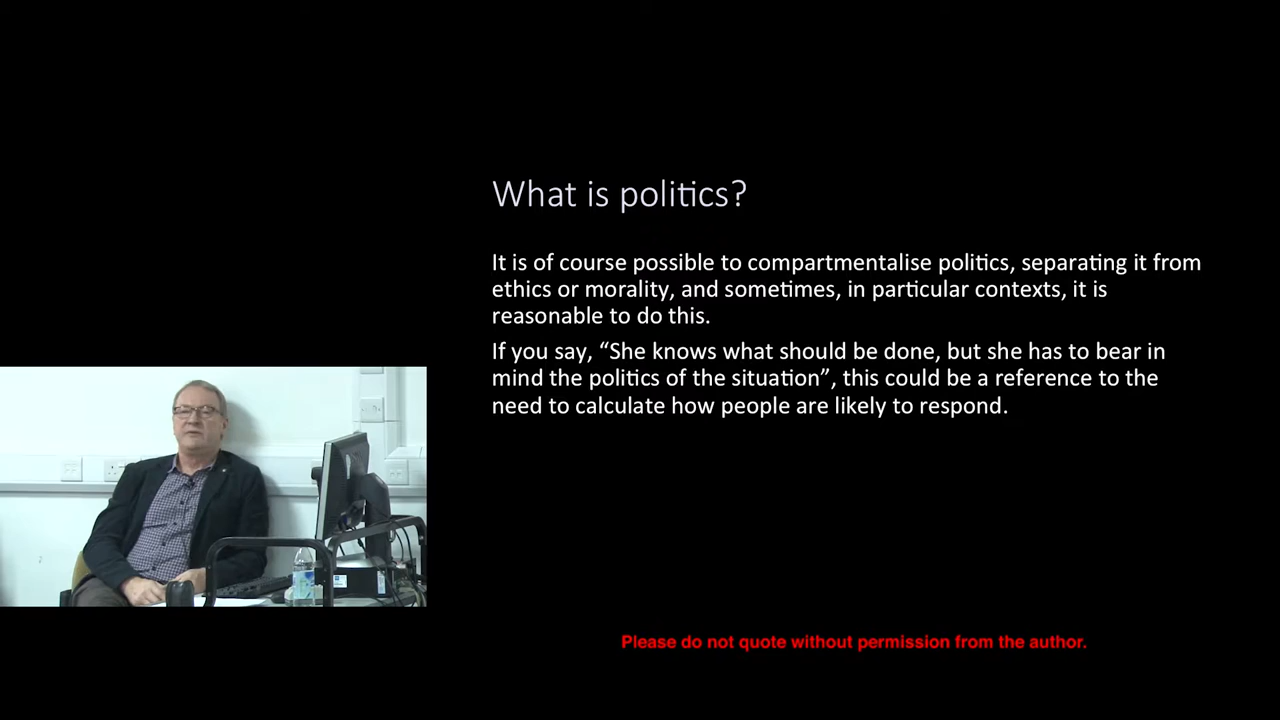 What is politics?
It is of course possible to compartmentalise politics, separating it from
ethics or morality, and sometimes, in particular contexts, it is
reasonable to do this.
If you say, “She knows what should be done, but she has to bear in
mind the politics of the situation”, this could be a reference to the
need to calculate how people are likely to respond.
Please do not quote without permission from the author.